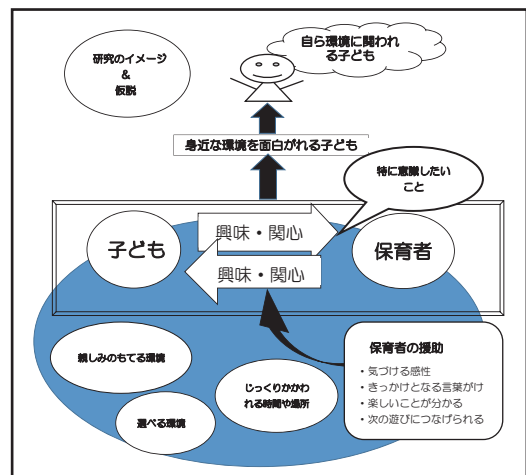 研究のイメージ
&
仮説
自ら環境に関われ
る子ども
身近な環境を面白がれる子ども
特に意識したい
こと
子ども
興味・関心
興味・関心
保育者
親しみのもてる環境
選べる環境
じっくりかかわ
れる時間や場所
保育者の援助
・気づける感性
・きっかけとなる言葉がけ
・楽しいことが分かる
・次の遊びにつなげられる